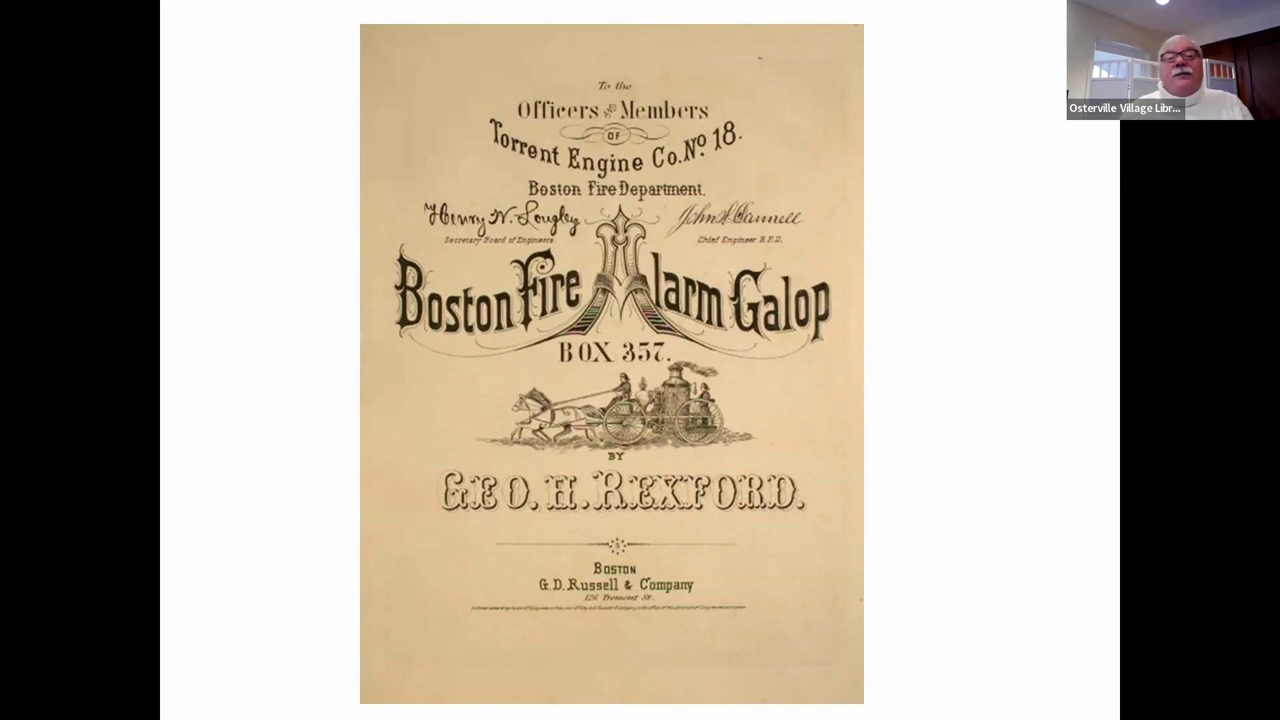 To the
Officers AND Members
OF
Torrent Engine Co. No. 18.
Boston Fire Department.
Henry W. Longley
Secretary Board of Engineers.
John S. Damrell
Chief Engineer B.F.D.
Boston Fire Alarm Galop
BOX 357.
BY
GEO. H. REXFORD.
5
BOSTON
G.D. Russell & Company
126 Tremont St.
Osterville Village Libr...